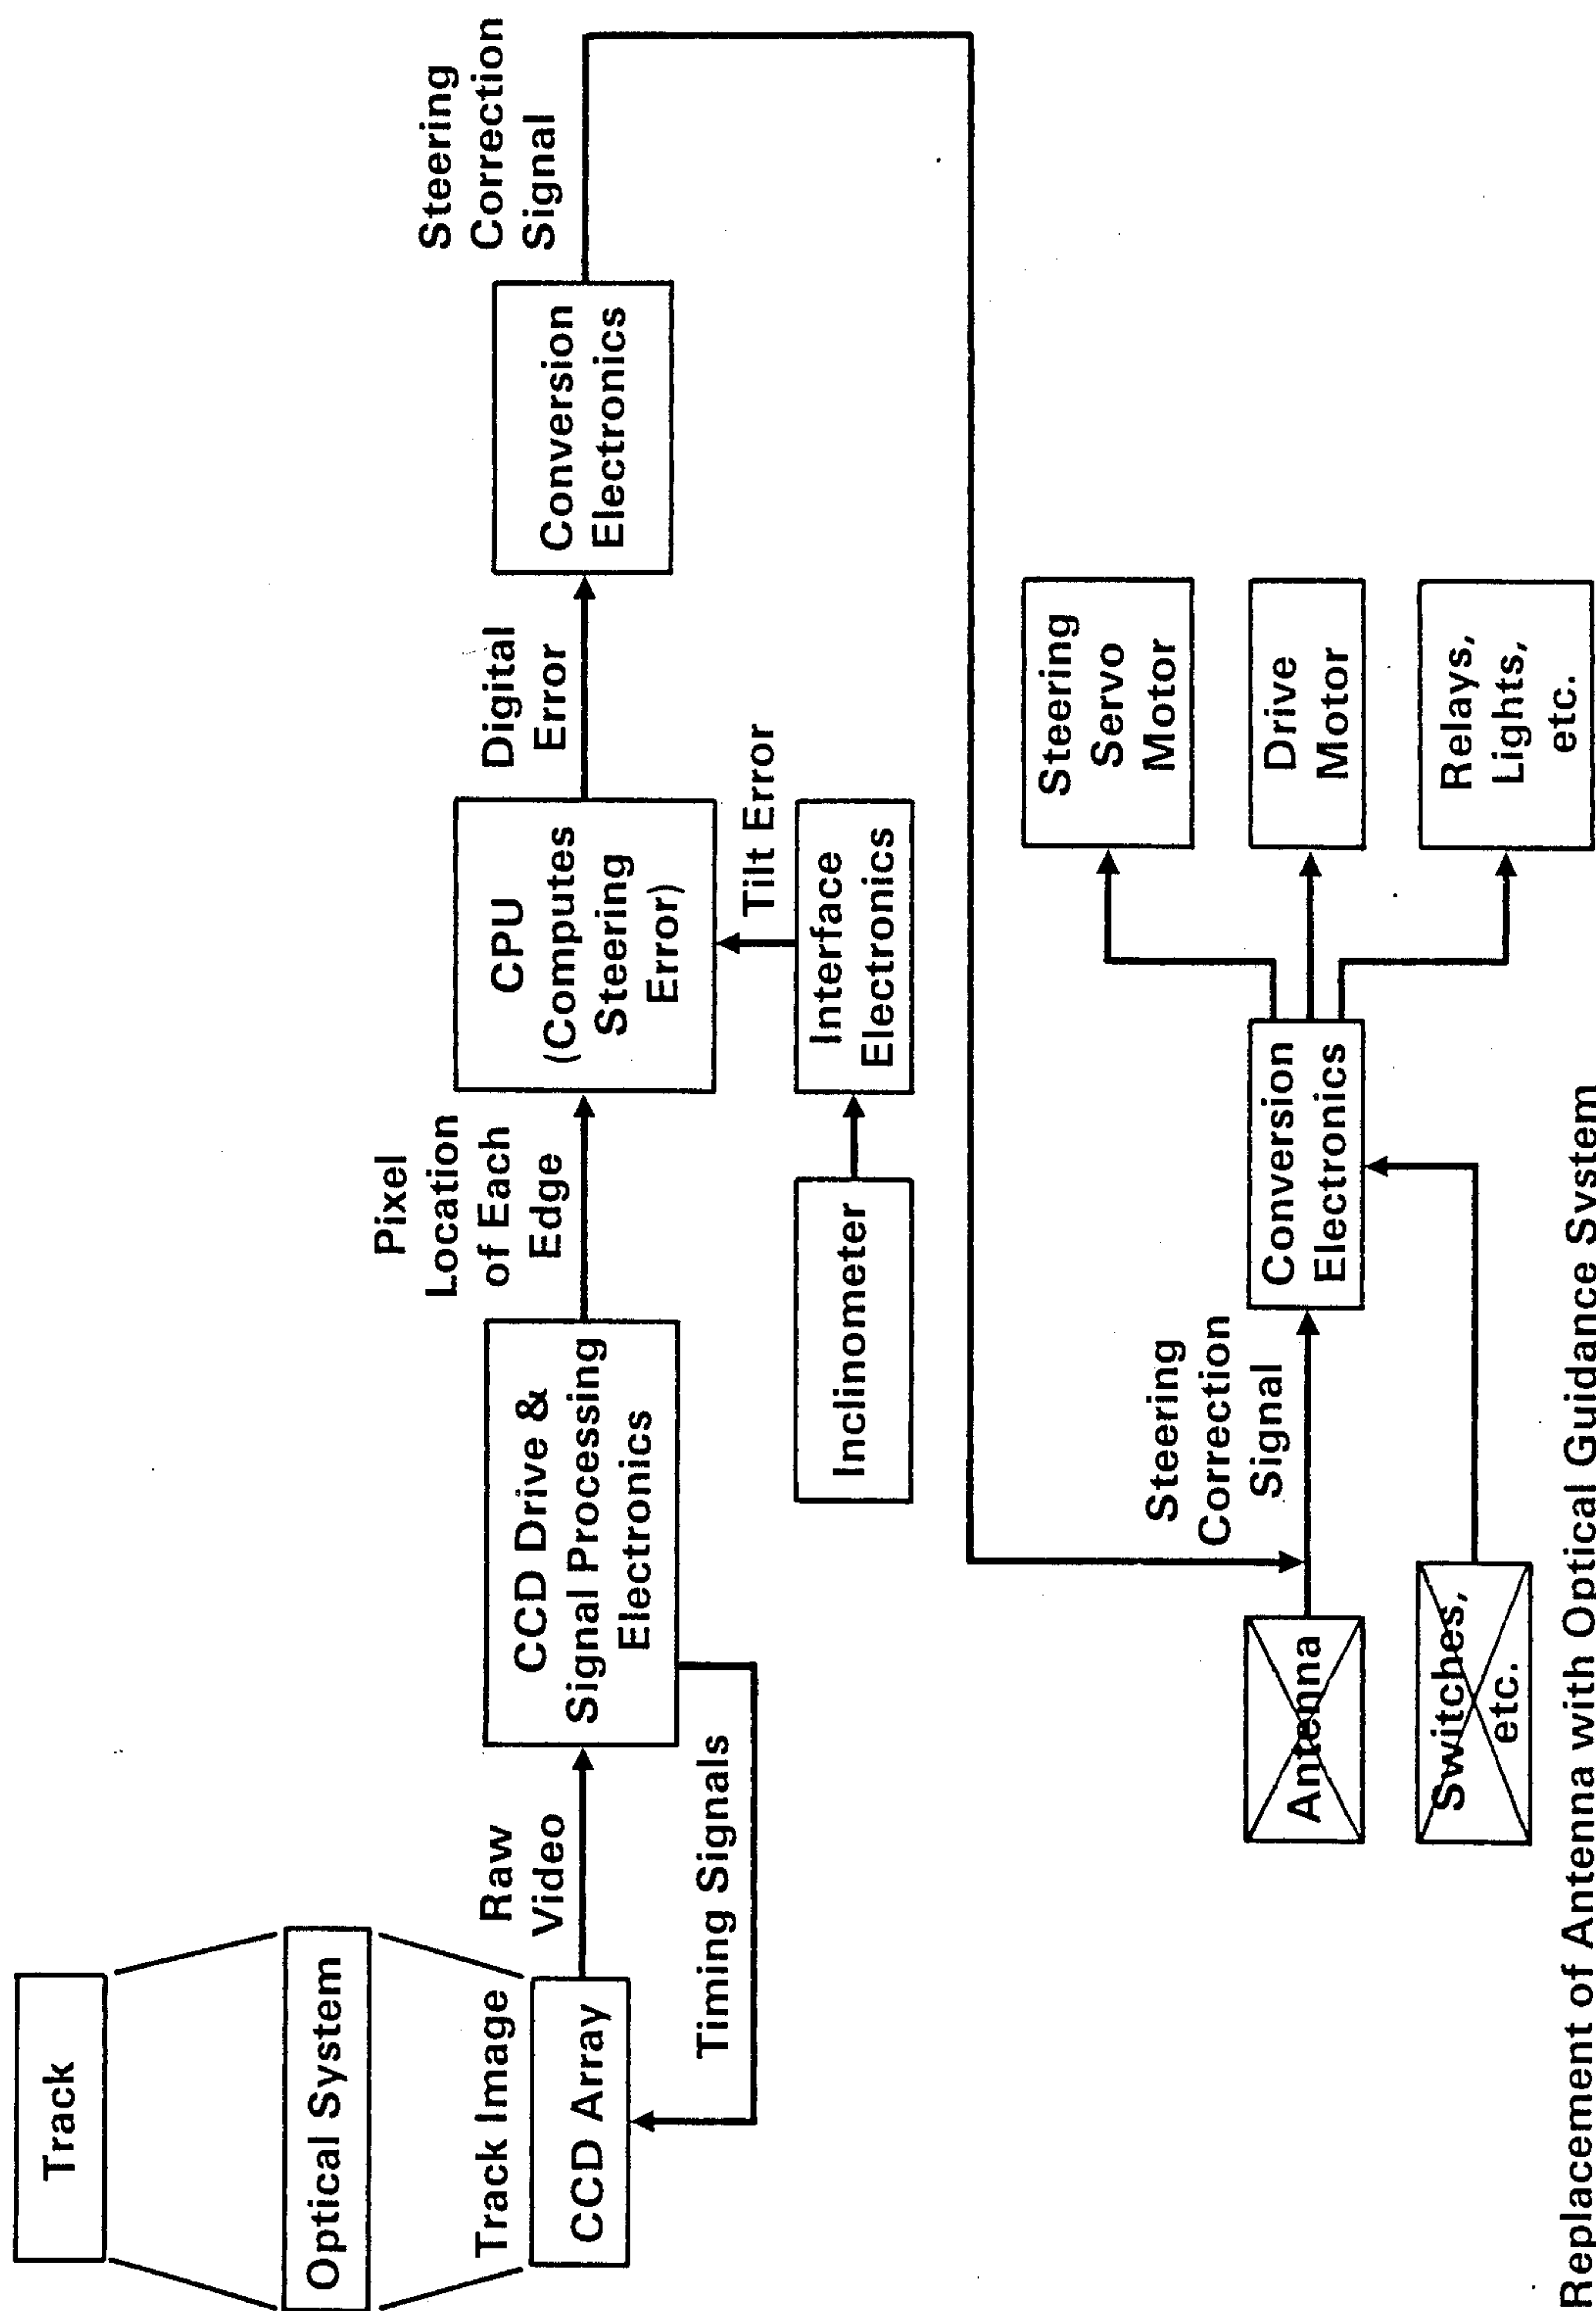 Track
Optical System
Track Image
CCD Array
Raw
Video
Timing Signals
CCD Drive &
Signal Processing
Electronics
Pixel
Location
of Each
Edge
CPU
(Computes
Steering
Error)
Tilt Error
Interface
Electronics
Inclinometer
Digital
Error
Conversion
Electronics
Steering
Correction
Signal
Antenna
Switches,
etc.
Steering
Correction
Signal
Conversion
Electronics
Steering
Servo
Motor
Drive
Motor
Relays,
Lights,
etc.
Replacement of Antenna with Optical Guidance System